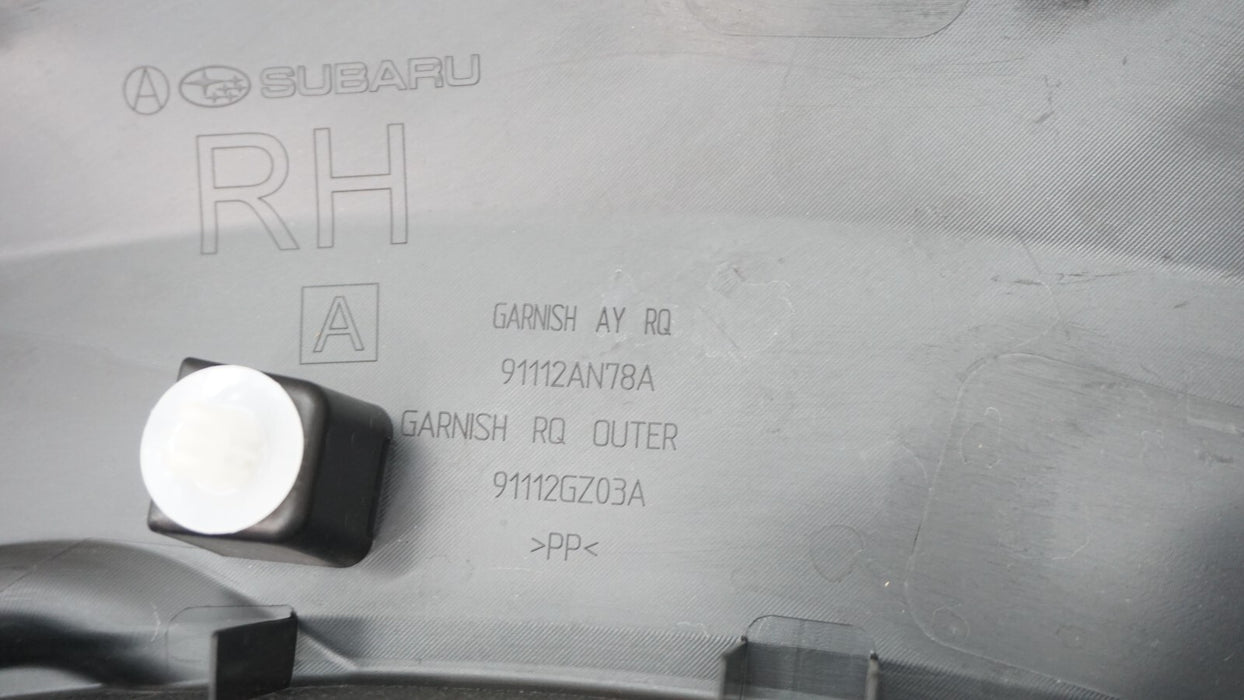 A SUBARU
RH
A
GARNISH AY RQ
91112AN78A
GARNISH RQ OUTER
91112GZ03A
>PP<